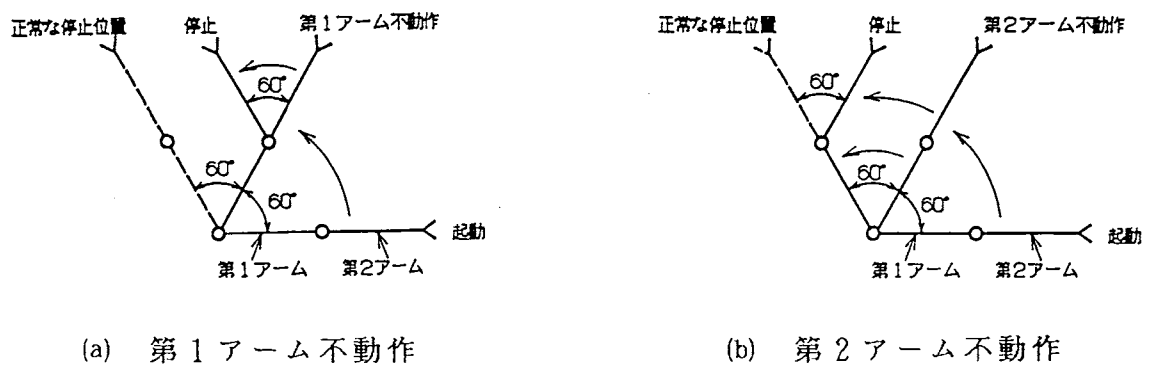 正常な停止位置 停止 第1アーム不動作
60°
60°
60°
起動
第1アーム 第2アーム
(a) 第1アーム不動作
正常な停止位置 停止 第2アーム不動作
60°
60°
60°
起動
第1アーム 第2アーム
(b) 第2アーム不動作